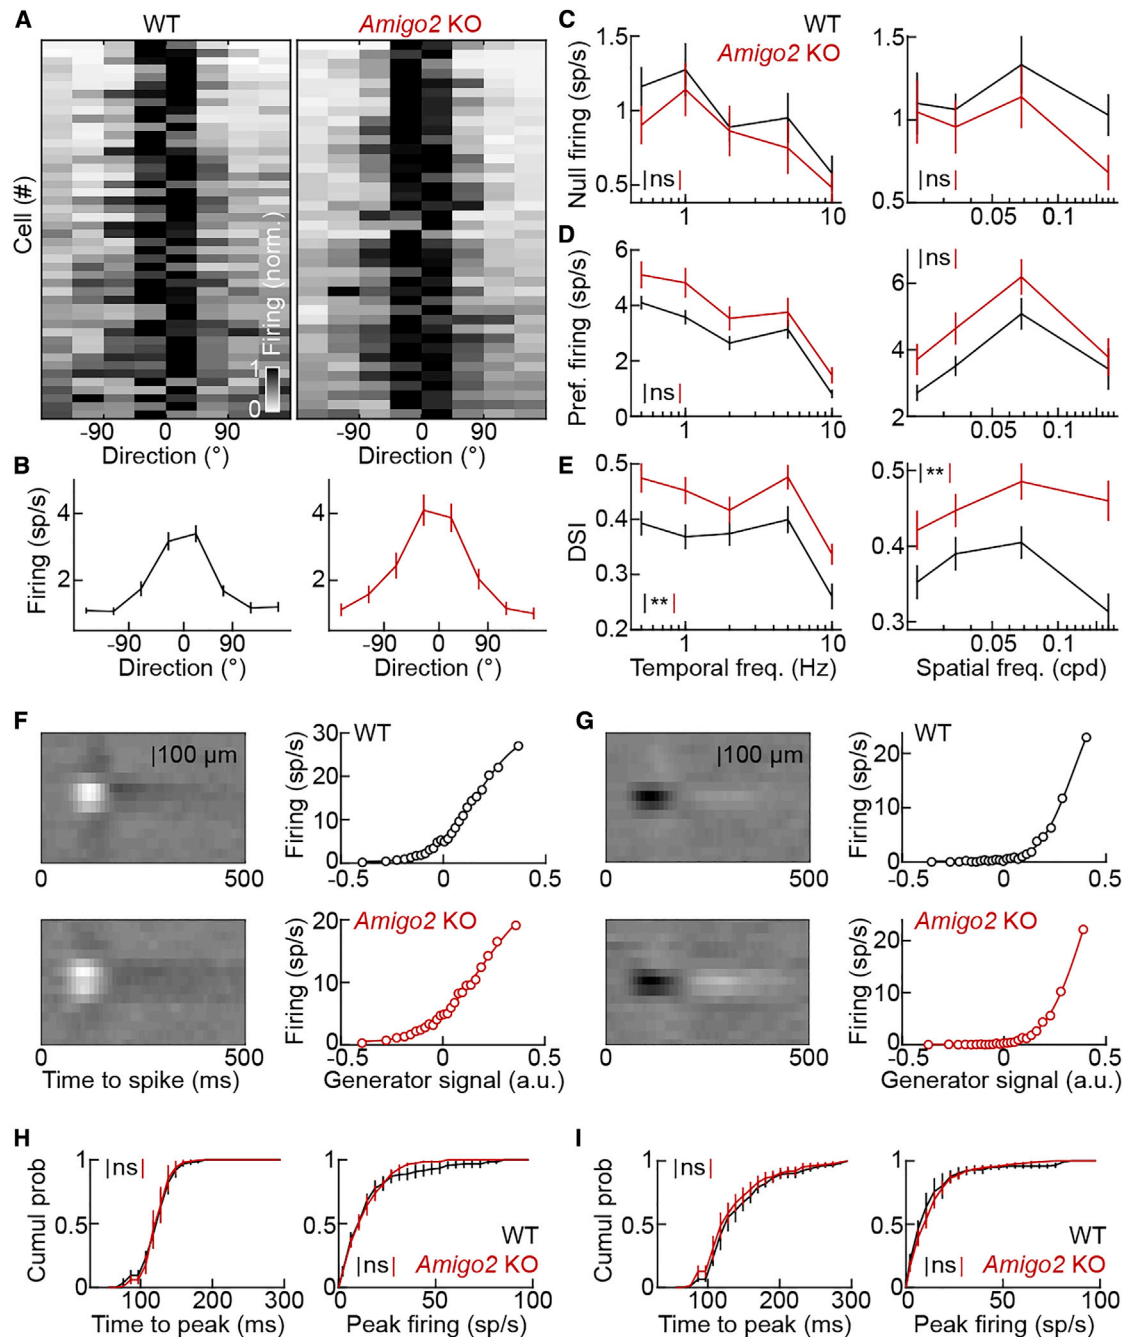 A
WT
Amigo2 KO
Cell (#)
Firing (norm.)
1
0
-90 0 90
-90 0 90
Direction (°)
Direction (°)
B
Firing (sp/s)
4
2
4
2
-90 0 90
-90 0 90
Direction (°)
Direction (°)
C
WT
Amigo2 KO
Null firing (sp/s)
1.5
1
0.5
|ns|
1 10
1.5
1
0.5
|ns|
0.05 0.1
D
Pref. firing (sp/s)
6
4
2
0
|ns|
1 10
6
4
2
|ns|
0.05 0.1
E
DSI
0.5
0.4
0.3
0.2
|**|
1 10
Temporal freq. (Hz)
0.5
0.4
0.3
|**|
0.05 0.1
Spatial freq. (cpd)
F
|100 µm
0 500
WT
Firing (sp/s)
30
20
10
0
-0.5 0 0.5
0 500
Time to spike (ms)
Amigo2 KO
Firing (sp/s)
20
10
0
-0.5 0 0.5
Generator signal (a.u.)
G
|100 µm
0 500
WT
Firing (sp/s)
20
10
0
-0.5 0 0.5
0 500
Amigo2 KO
Firing (sp/s)
20
10
0
-0.5 0 0.5
Generator signal (a.u.)
H
Cumul prob
1
0.5
0
|ns|
100 200 300
Time to peak (ms)
1
0.5
0
WT
|ns| Amigo2 KO
0 50 100
Peak firing (sp/s)
I
Cumul prob
1
0.5
0
|ns|
100 200 300
Time to peak (ms)
1
0.5
0
WT
|ns| Amigo2 KO
0 50 100
Peak firing (sp/s)